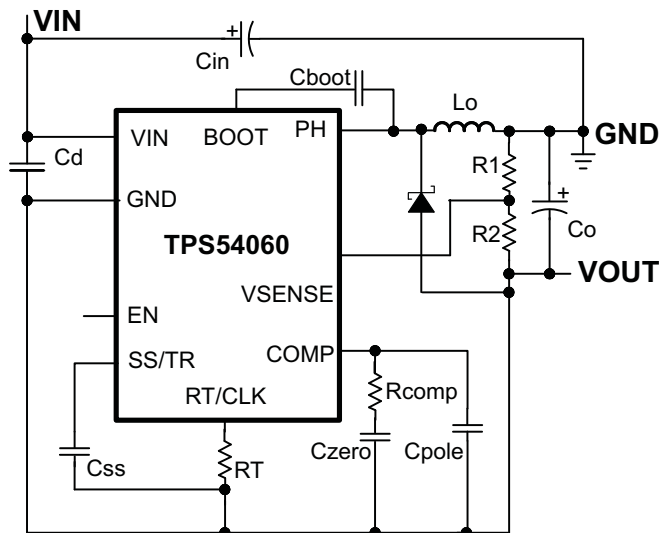 VIN
+
Cin
Cboot
VIN
BOOT
PH
Lo
GND
Cd
R1
GND
+
TPS54060
R2
Co
VOUT
VSENSE
EN
COMP
SS/TR
Rcomp
RT/CLK
Czero
Cpole
Css
RT